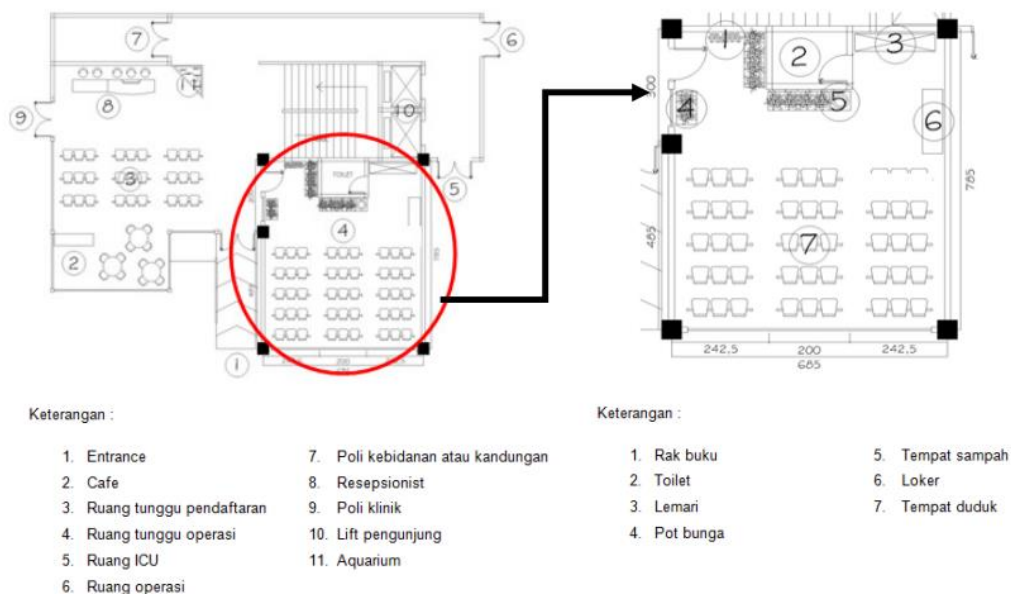 7
6
1
8
9
10
3
TOILET
5
4
2
785
200
1
1
2
3
300
4
5
6
785
485
7
242,5
200
242,5
685
Keterangan :
1. Entrance
2. Cafe
3. Ruang tunggu pendaftaran
4. Ruang tunggu operasi
5. Ruang ICU
6. Ruang operasi
7. Poli kebidanan atau kandungan
8. Resepsionist
9. Poli klinik
10. Lift pengunjung
11. Aquarium
Keterangan :
1. Rak buku
2. Toilet
3. Lemari
4. Pot bunga
5. Tempat sampah
6. Loker
7. Tempat duduk